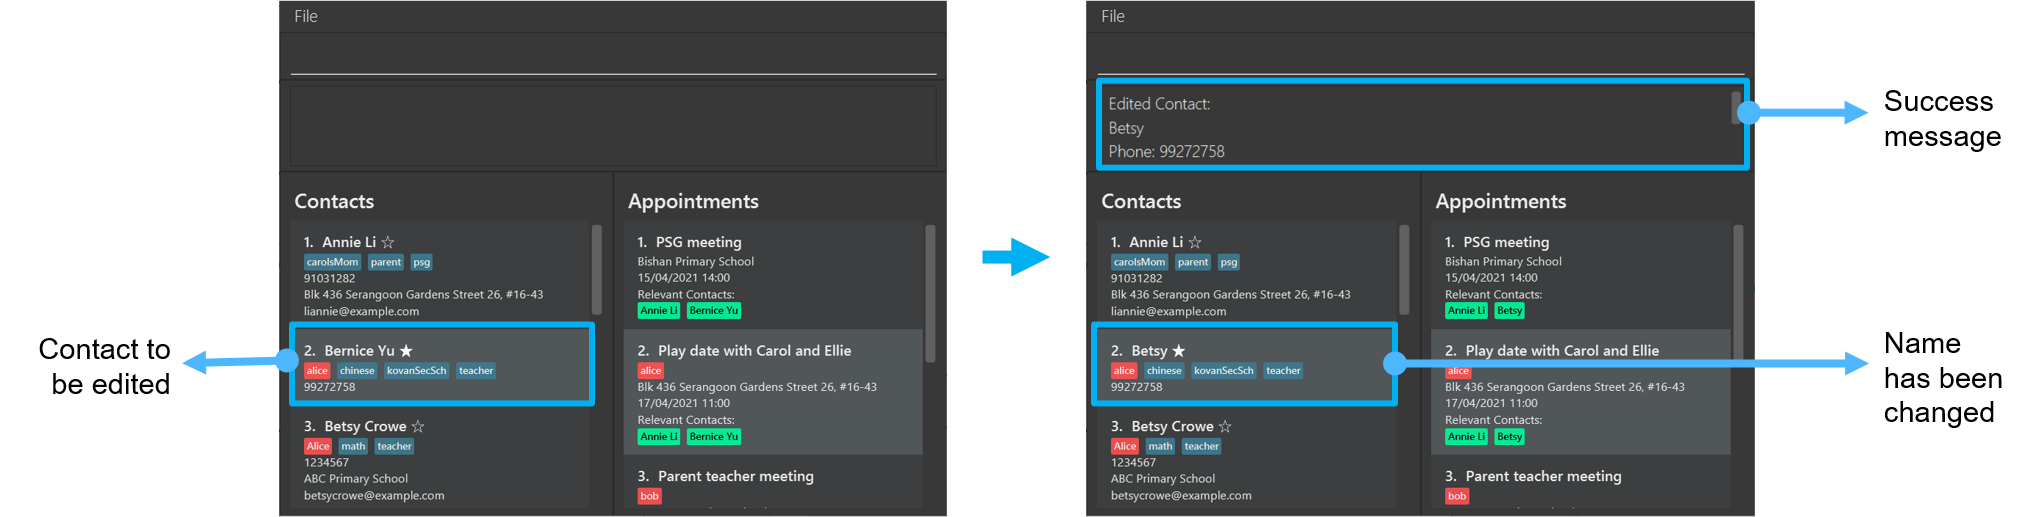 Contact to
be edited
File
Contacts
1. Annie Li ☆
carolsMom parent psg
91031282
Blk 436 Serangoon Gardens Street 26, #16-43
liannie@example.com
2. Bernice Yu ★
alice chinese kovanSecSch teacher
99272758
3. Betsy Crowe ☆
Alice math teacher
1234567
ABC Primary School
betsycrowe@example.com
Appointments
1. PSG meeting
Bishan Primary School
15/04/2021 14:00
Relevant Contacts:
Annie Li Bernice Yu
2. Play date with Carol and Ellie
alice
Blk 436 Serangoon Gardens Street 26, #16-43
17/04/2021 11:00
Relevant Contacts:
Annie Li Bernice Yu
3. Parent teacher meeting
bob
File
Edited Contact:
Betsy
Phone: 99272758
Contacts
1. Annie Li ☆
carolsMom parent psg
91031282
Blk 436 Serangoon Gardens Street 26, #16-43
liannie@example.com
2. Betsy ★
alice chinese kovanSecSch teacher
99272758
3. Betsy Crowe ☆
Alice math teacher
1234567
ABC Primary School
betsycrowe@example.com
Appointments
1. PSG meeting
Bishan Primary School
15/04/2021 14:00
Relevant Contacts:
Annie Li Betsy
2. Play date with Carol and Ellie
alice
Blk 436 Serangoon Gardens Street 26, #16-43
17/04/2021 11:00
Relevant Contacts:
Annie Li Betsy
3. Parent teacher meeting
bob
Success
message
Name
has been
changed